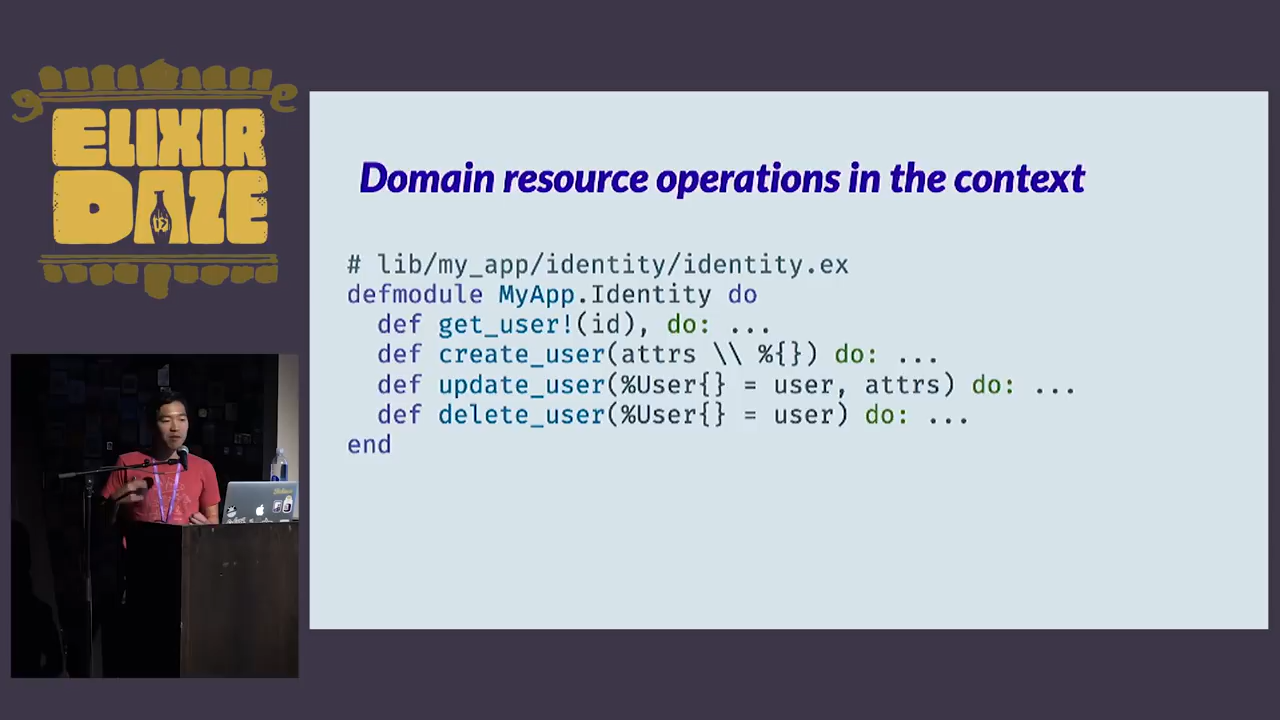 ELIXIR
DAZE
Domain resource operations in the context
# lib/my_app/identity/identity.ex
defmodule MyApp.Identity do
  def get_user!(id), do: ...
  def create_user(attrs \\ %{}) do: ...
  def update_user(%User{} = user, attrs) do: ...
  def delete_user(%User{} = user) do: ...
end